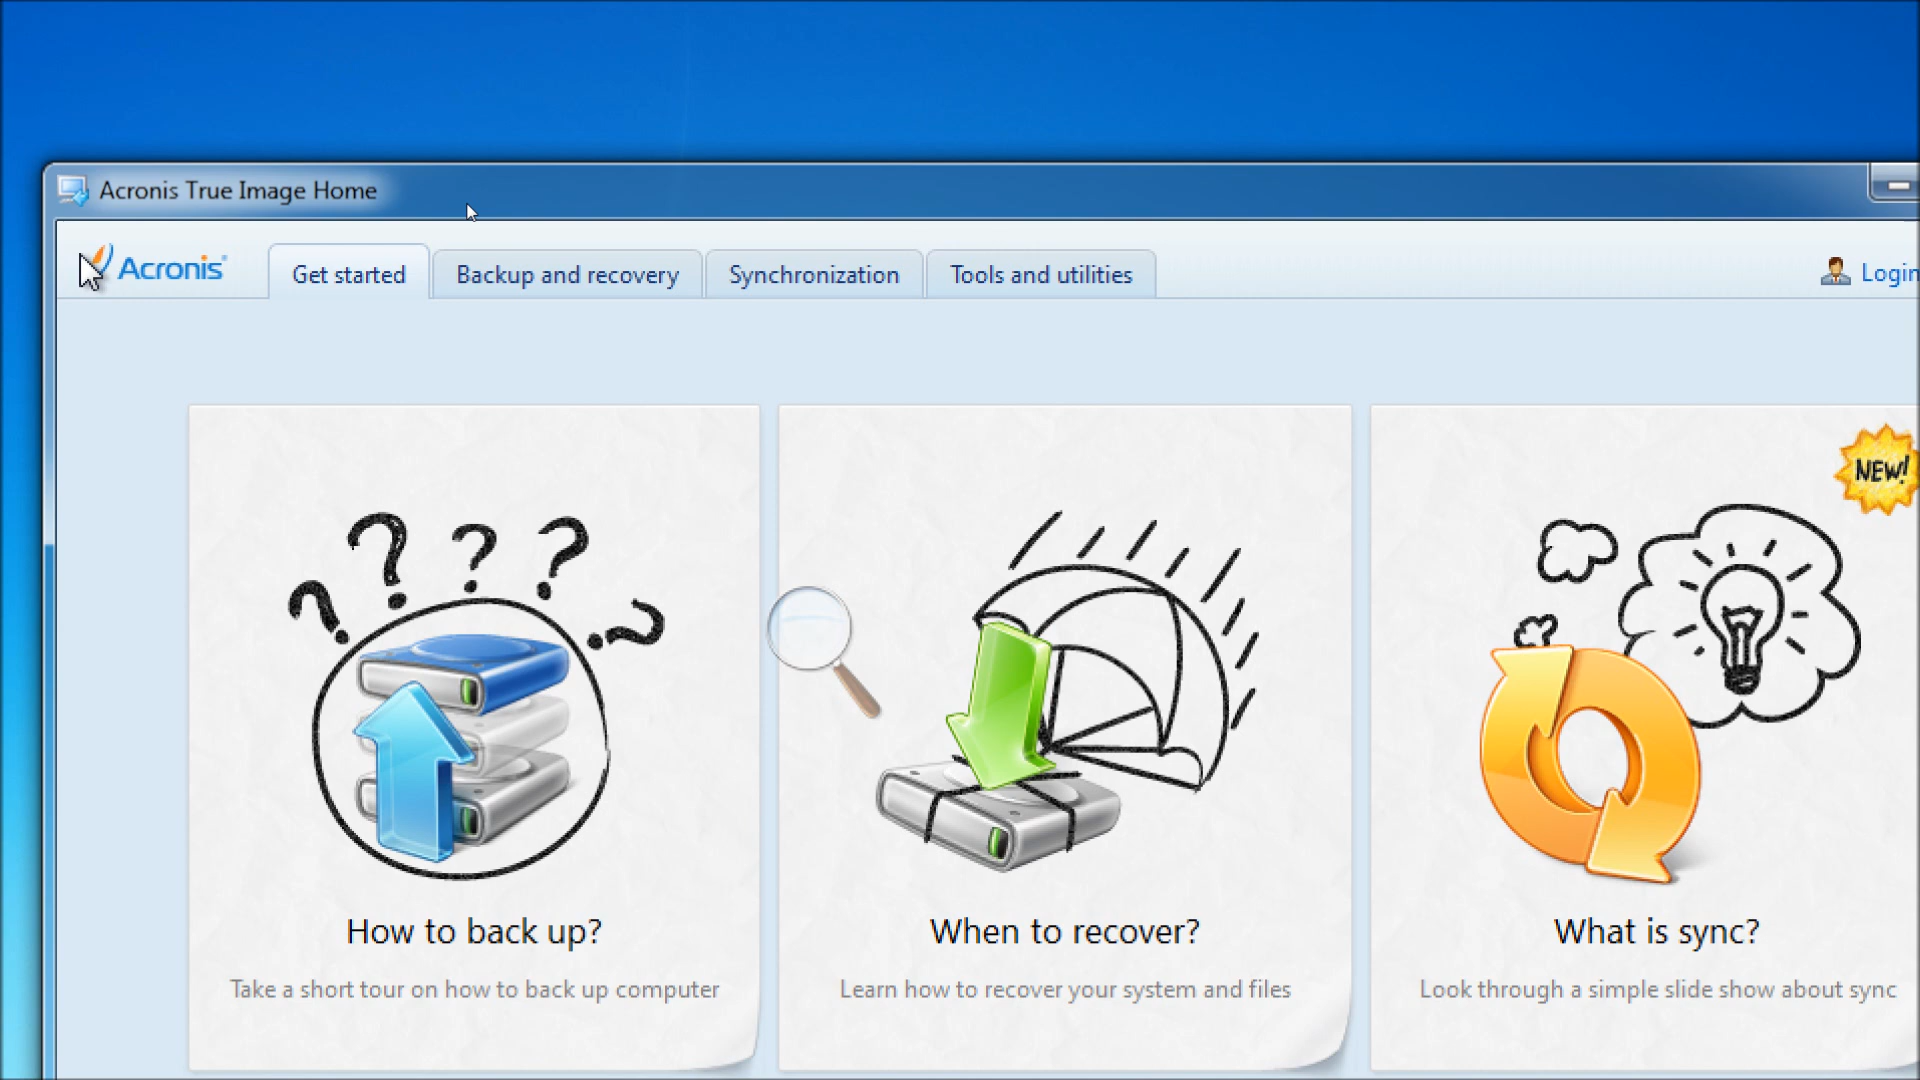 Acronis True Image Home
Acronis
Get started
Backup and recovery
Synchronization
Tools and utilities
Login
NEW!
How to back up?
Take a short tour on how to back up computer
When to recover?
Learn how to recover your system and files
What is sync?
Look through a simple slide show about sync